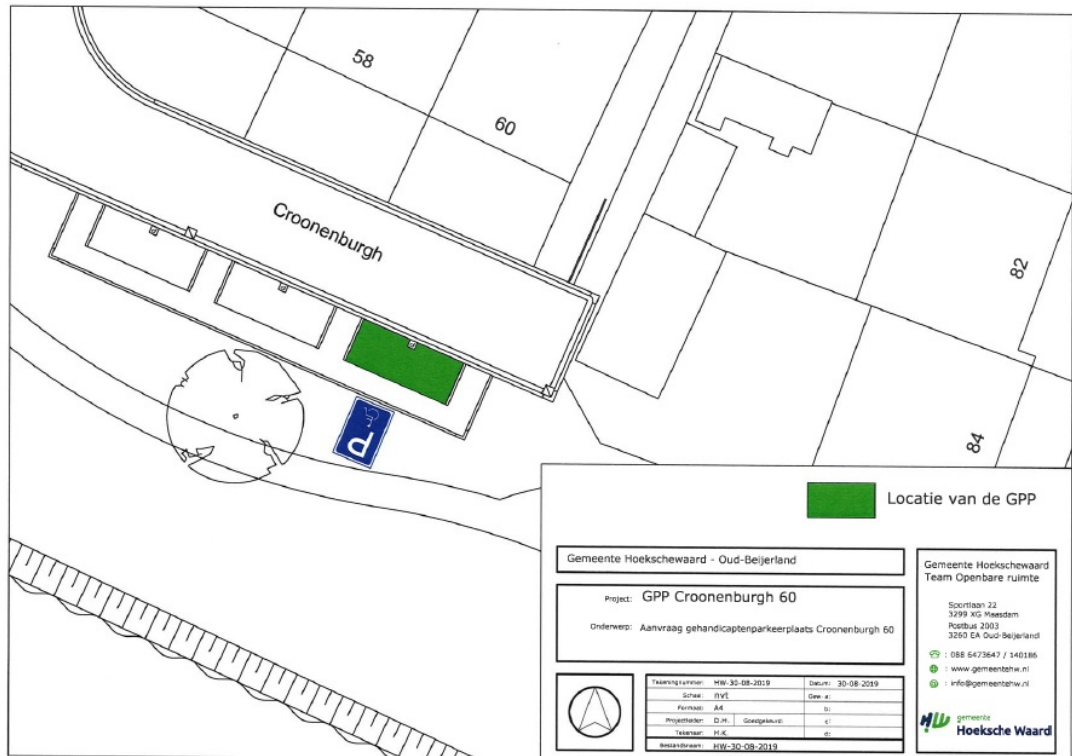 58
60
Croonenburgh
82
84
P
Locatie van de GPP
Gemeente Hoekschewaard - Oud-Beijerland
Project: GPP Croonenburgh 60
Onderwerp: Aanvraag gehandicaptenparkeerplaats Croonenburgh 60
Tekeningnummer: HW-30-08-2019 Datum: 30-08-2019
Schaal: nvt Gew. a:
Formaat: A4 b:
Projectleider: D.H. Goedgekeurd: c:
Tekenaar: H.K. d:
Bestandsnaam: HW-30-08-2019
Gemeente Hoekschewaard
Team Openbare ruimte
Sportlaan 22
3299 XG Maasdam
Postbus 2003
3260 EA Oud-Beijerland
: 088 6473647 / 140186
: www.gemeentehw.nl
: info@gemeentehw.nl
gemeente
Hoeksche Waard